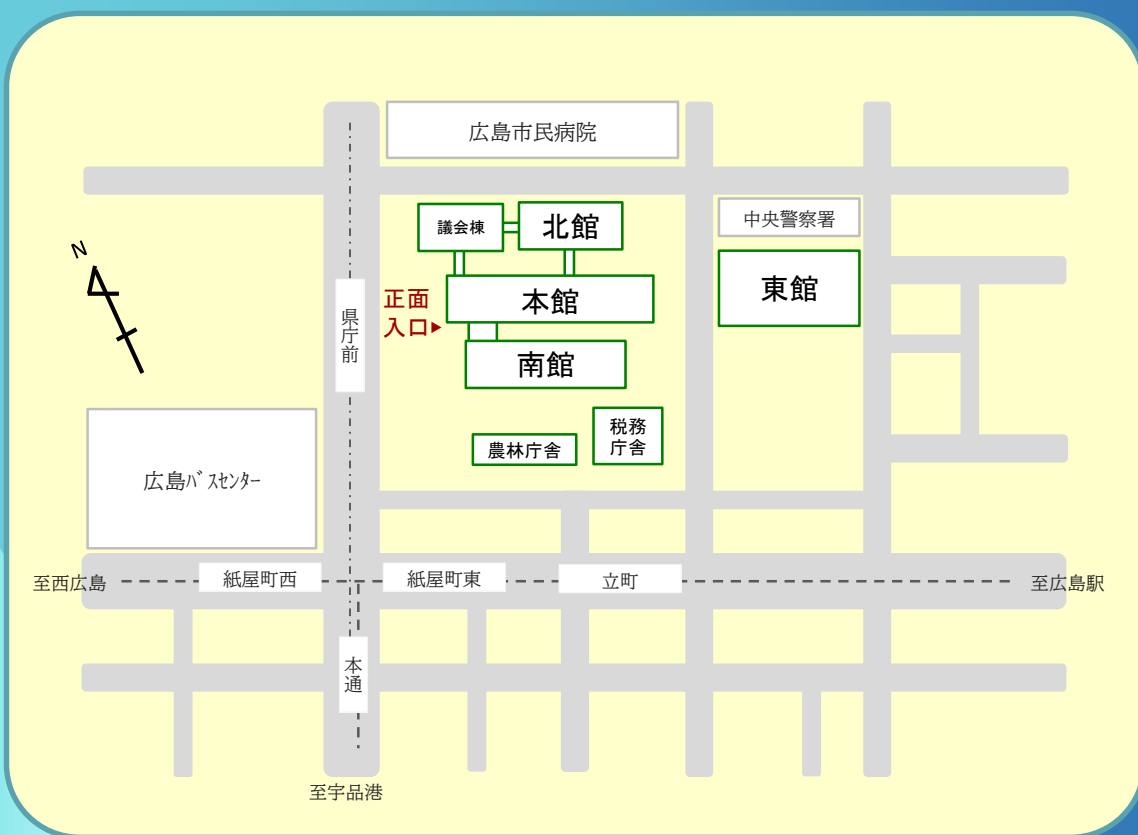 広島市民病院
議会棟
北館
中央警察署
東館
N
正面
入口▶
本館
県庁前
南館
税務
庁舎
農林庁舎
広島ﾊﾞｽｾﾝﾀｰ
至西広島
紙屋町西
紙屋町東
立町
至広島駅
本通
至宇品港